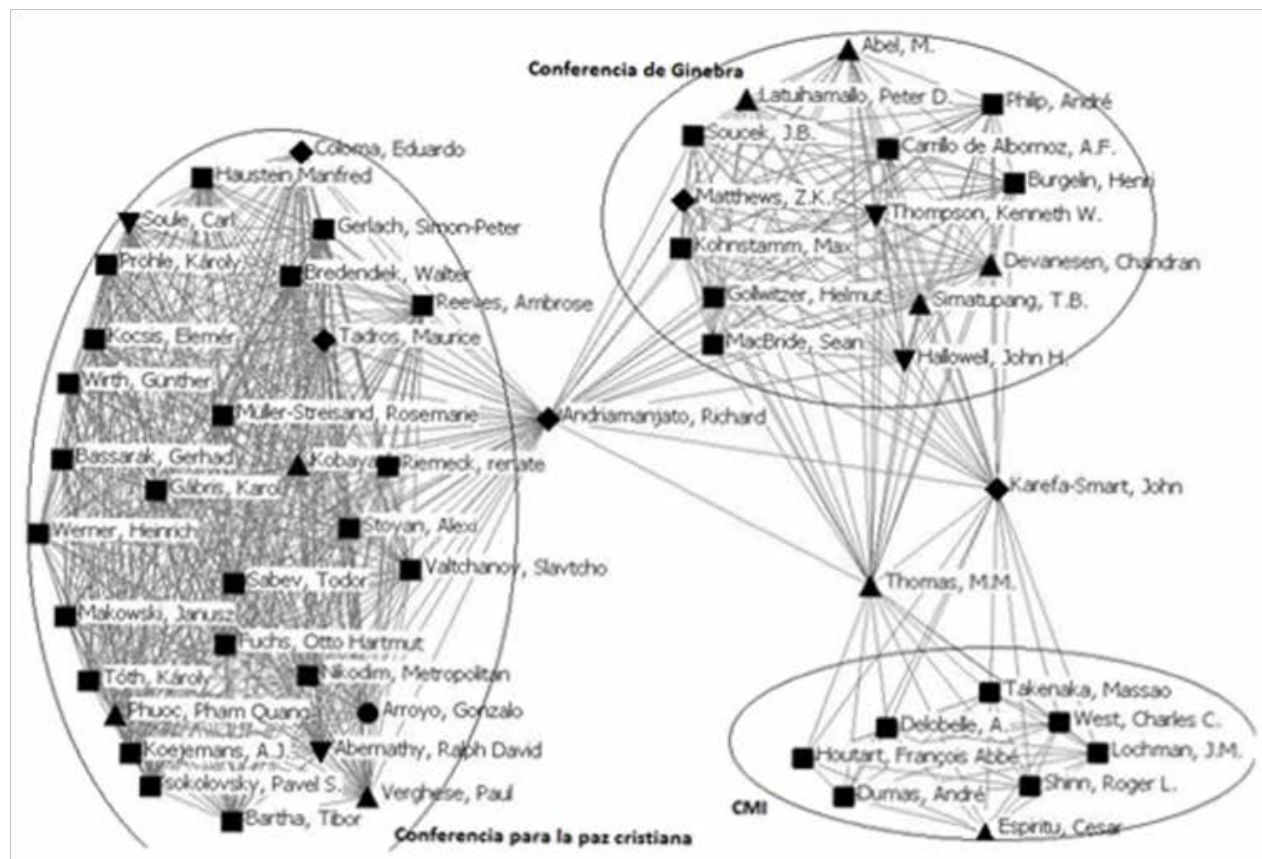 Abel, M.
Conferencia de Ginebra
Latuihamallo, Peter D.
Philip, André
Soucek, J.B.
Carrillo de Albornoz, A.F.
Coloma, Eduardo
Haustein Manfred
Burgelin, Henri
Matthews, Z.K.
Soule, Carl
Thompson, Kenneth W.
Gerlach, Simon-Peter
Kohnstamm, Max
Prohle, Károly
Devanesen, Chandran
Bredendiek, Walter
Gollwitzer, Helmut
Simatupang, T.B.
Reeves, Ambrose
Kocsis, Elemér
Tadros, Maurice
MacBride, Sean
Hallowell, John H.
Wirth, Günther
Müller-Streisand, Rosemarie
Andriamanjato, Richard
Bassarak, Gerhad
Riemeck, renate
Gábris, Karol
Karefa-Smart, John
Werner, Heinrich
Stoyan, Alexi
Valtchanov, Slavtcho
Sabev, Todor
Thomas, M.M.
Makowski, Janusz
Fuchs, Otto Hartmut
Tóth, Károly
Nikodim, Metropolitan
Takenaka, Massao
Phuoc, Pham Quang
Arroyo, Gonzalo
Delobelle, A.
West, Charles C.
Koejemans, A.J.
Abernathy, Ralph David
Houtart, François Abbé
Lochman, J.M.
sokolovsky, Pavel S.
Verghese, Paul
Dumas, André
Shinn, Roger L.
CMI
Bartha, Tibor
Conferencia para la paz cristiana
Espiritu, Cesar